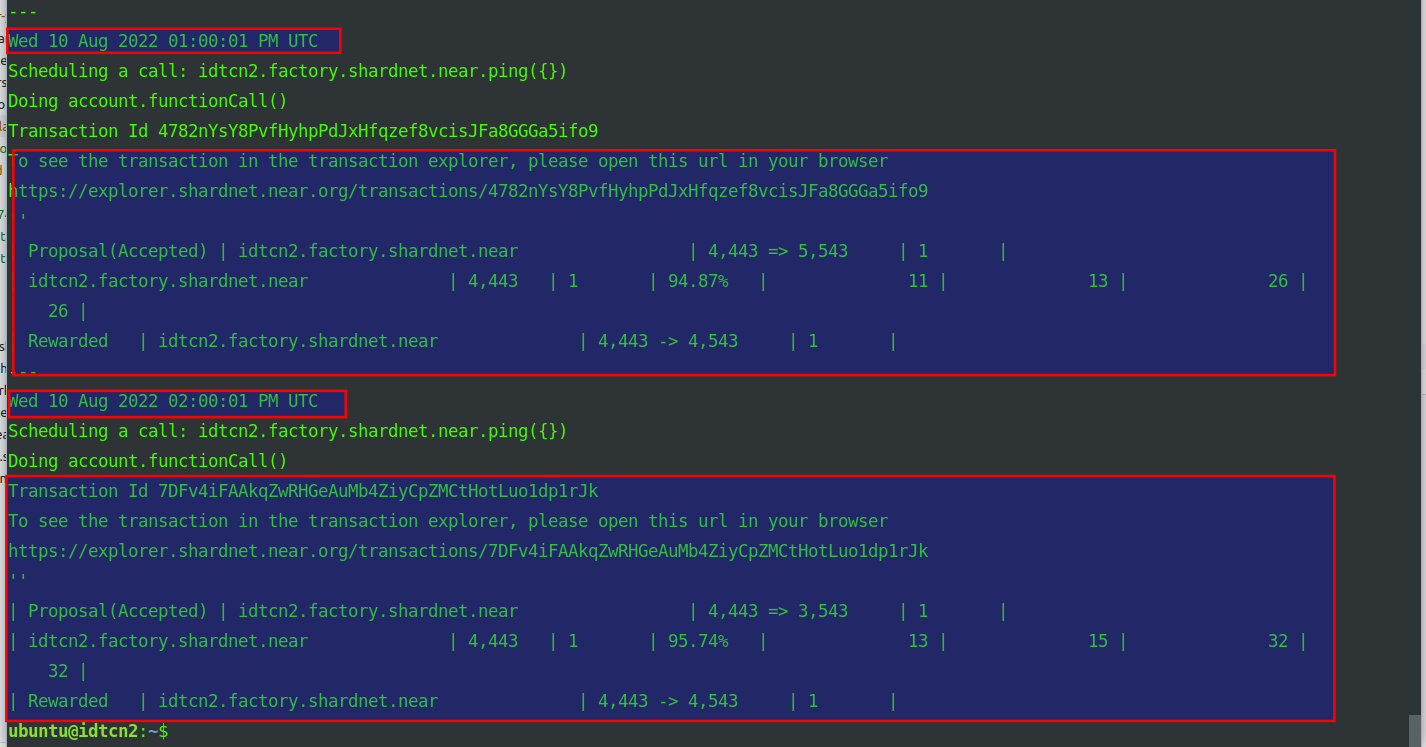 ---
Wed 10 Aug 2022 01:00:01 PM UTC
Scheduling a call: idtcn2.factory.shardnet.near.ping({})
Doing account.functionCall()
Transaction Id 4782nYsY8PvfHyhpPdJxHfqzef8vcisJFa8GGGa5ifo9
To see the transaction in the transaction explorer, please open this url in your browser
https://explorer.shardnet.near.org/transactions/4782nYsY8PvfHyhpPdJxHfqzef8vcisJFa8GGGa5ifo9
''
Proposal(Accepted) | idtcn2.factory.shardnet.near | 4,443 => 5,543 | 1 |
idtcn2.factory.shardnet.near | 4,443 | 1 | 94.87% | 11 | 13 | 26 |
26 |
Rewarded | idtcn2.factory.shardnet.near | 4,443 -> 4,543 | 1 |
---
Wed 10 Aug 2022 02:00:01 PM UTC
Scheduling a call: idtcn2.factory.shardnet.near.ping({})
Doing account.functionCall()
Transaction Id 7DFv4iFAAkqZwRHGeAuMb4ZiyCpZMCtHotLuo1dp1rJk
To see the transaction in the transaction explorer, please open this url in your browser
https://explorer.shardnet.near.org/transactions/7DFv4iFAAkqZwRHGeAuMb4ZiyCpZMCtHotLuo1dp1rJk
''
| Proposal(Accepted) | idtcn2.factory.shardnet.near | 4,443 => 3,543 | 1 |
| idtcn2.factory.shardnet.near | 4,443 | 1 | 95.74% | 13 | 15 | 32 |
32 |
| Rewarded | idtcn2.factory.shardnet.near | 4,443 -> 4,543 | 1 |
ubuntu@idtcn2:~$